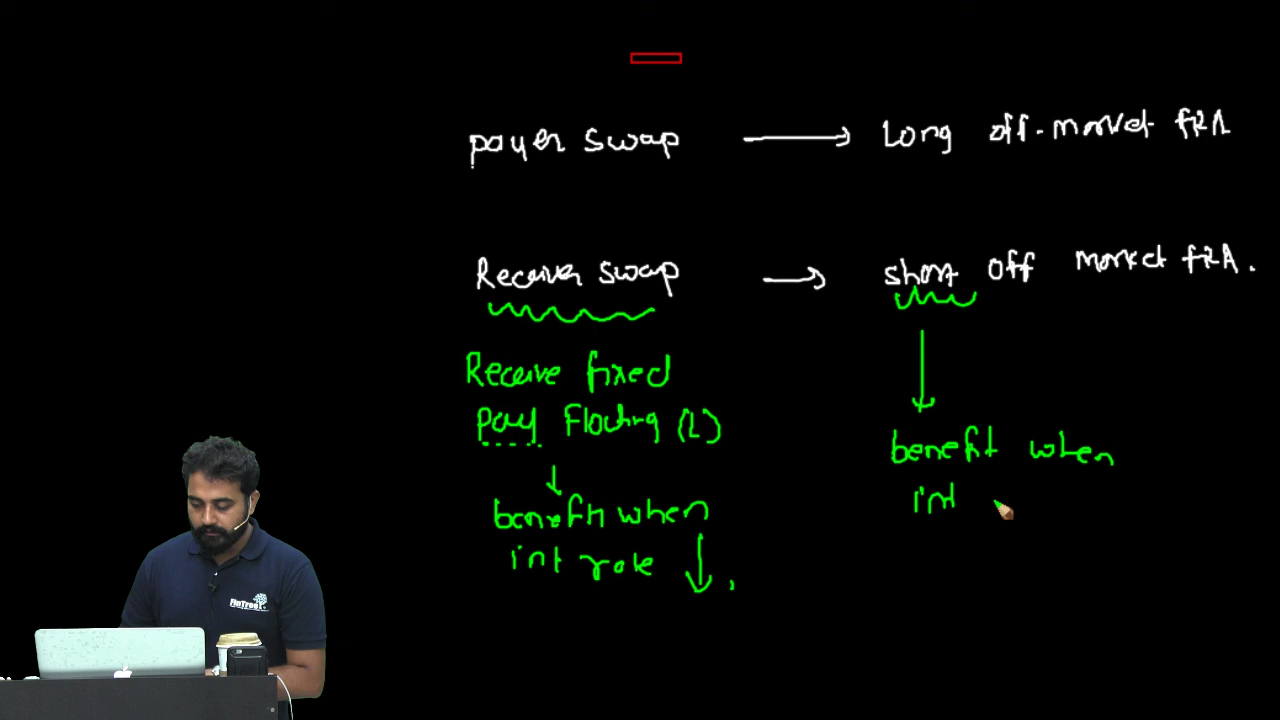 payer swap → Long off-market FRA
Receiver swap → short off market FRA.
Receive fixed
pay Floating (L)
benefit when
int rate ↓.
benefit when
int
FinTree